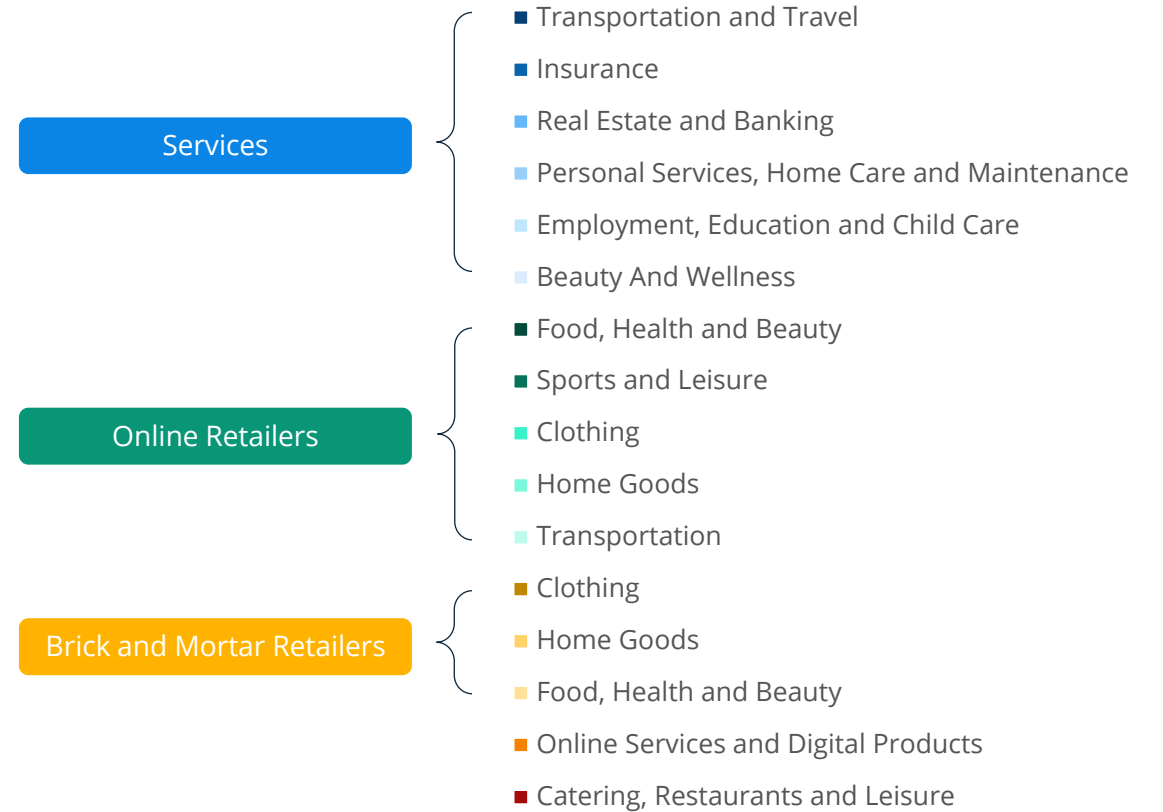 Services
Transportation and Travel
Insurance
Real Estate and Banking
Personal Services, Home Care and Maintenance
Employment, Education and Child Care
Beauty And Wellness
Online Retailers
Food, Health and Beauty
Sports and Leisure
Clothing
Home Goods
Transportation
Brick and Mortar Retailers
Clothing
Home Goods
Food, Health and Beauty
Online Services and Digital Products
Catering, Restaurants and Leisure